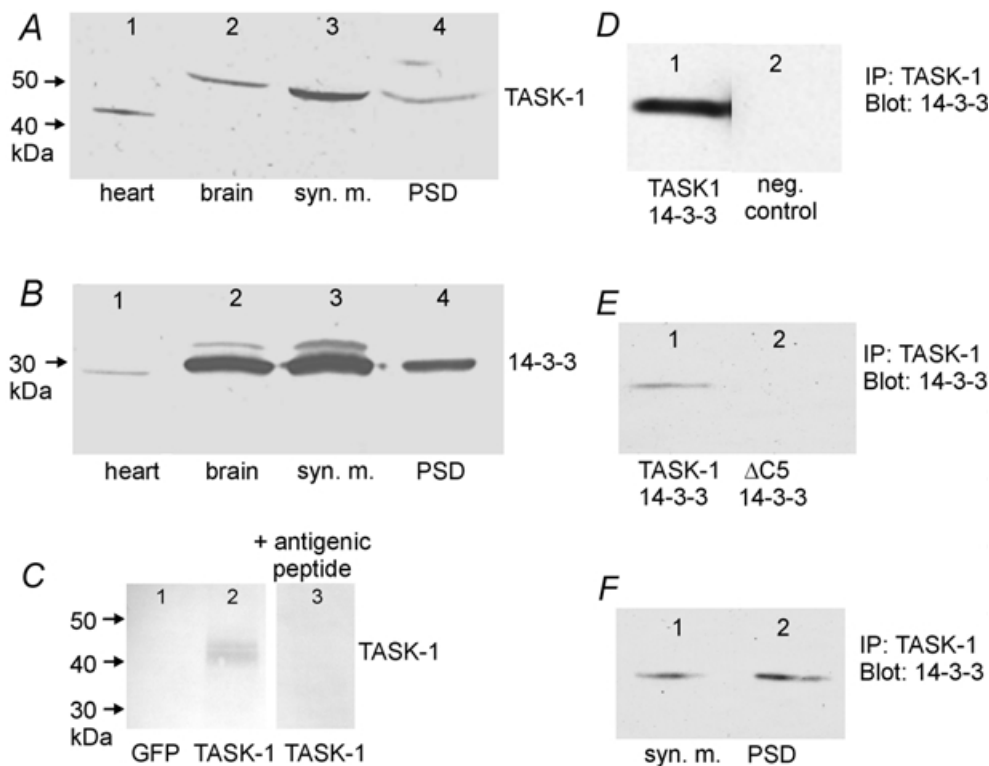 A
1 2 3 4
50
TASK-1
40
kDa
heart brain syn. m. PSD
B
1 2 3 4
30
14-3-3
kDa
heart brain syn. m. PSD
+ antigenic
peptide
C
1 2 3
50
TASK-1
40
30
kDa
GFP TASK-1 TASK-1
D
1 2
IP: TASK-1
Blot: 14-3-3
TASK1 neg.
14-3-3 control
E
1 2
IP: TASK-1
Blot: 14-3-3
TASK-1 ΔC5
14-3-3 14-3-3
F
1 2
IP: TASK-1
Blot: 14-3-3
syn. m. PSD